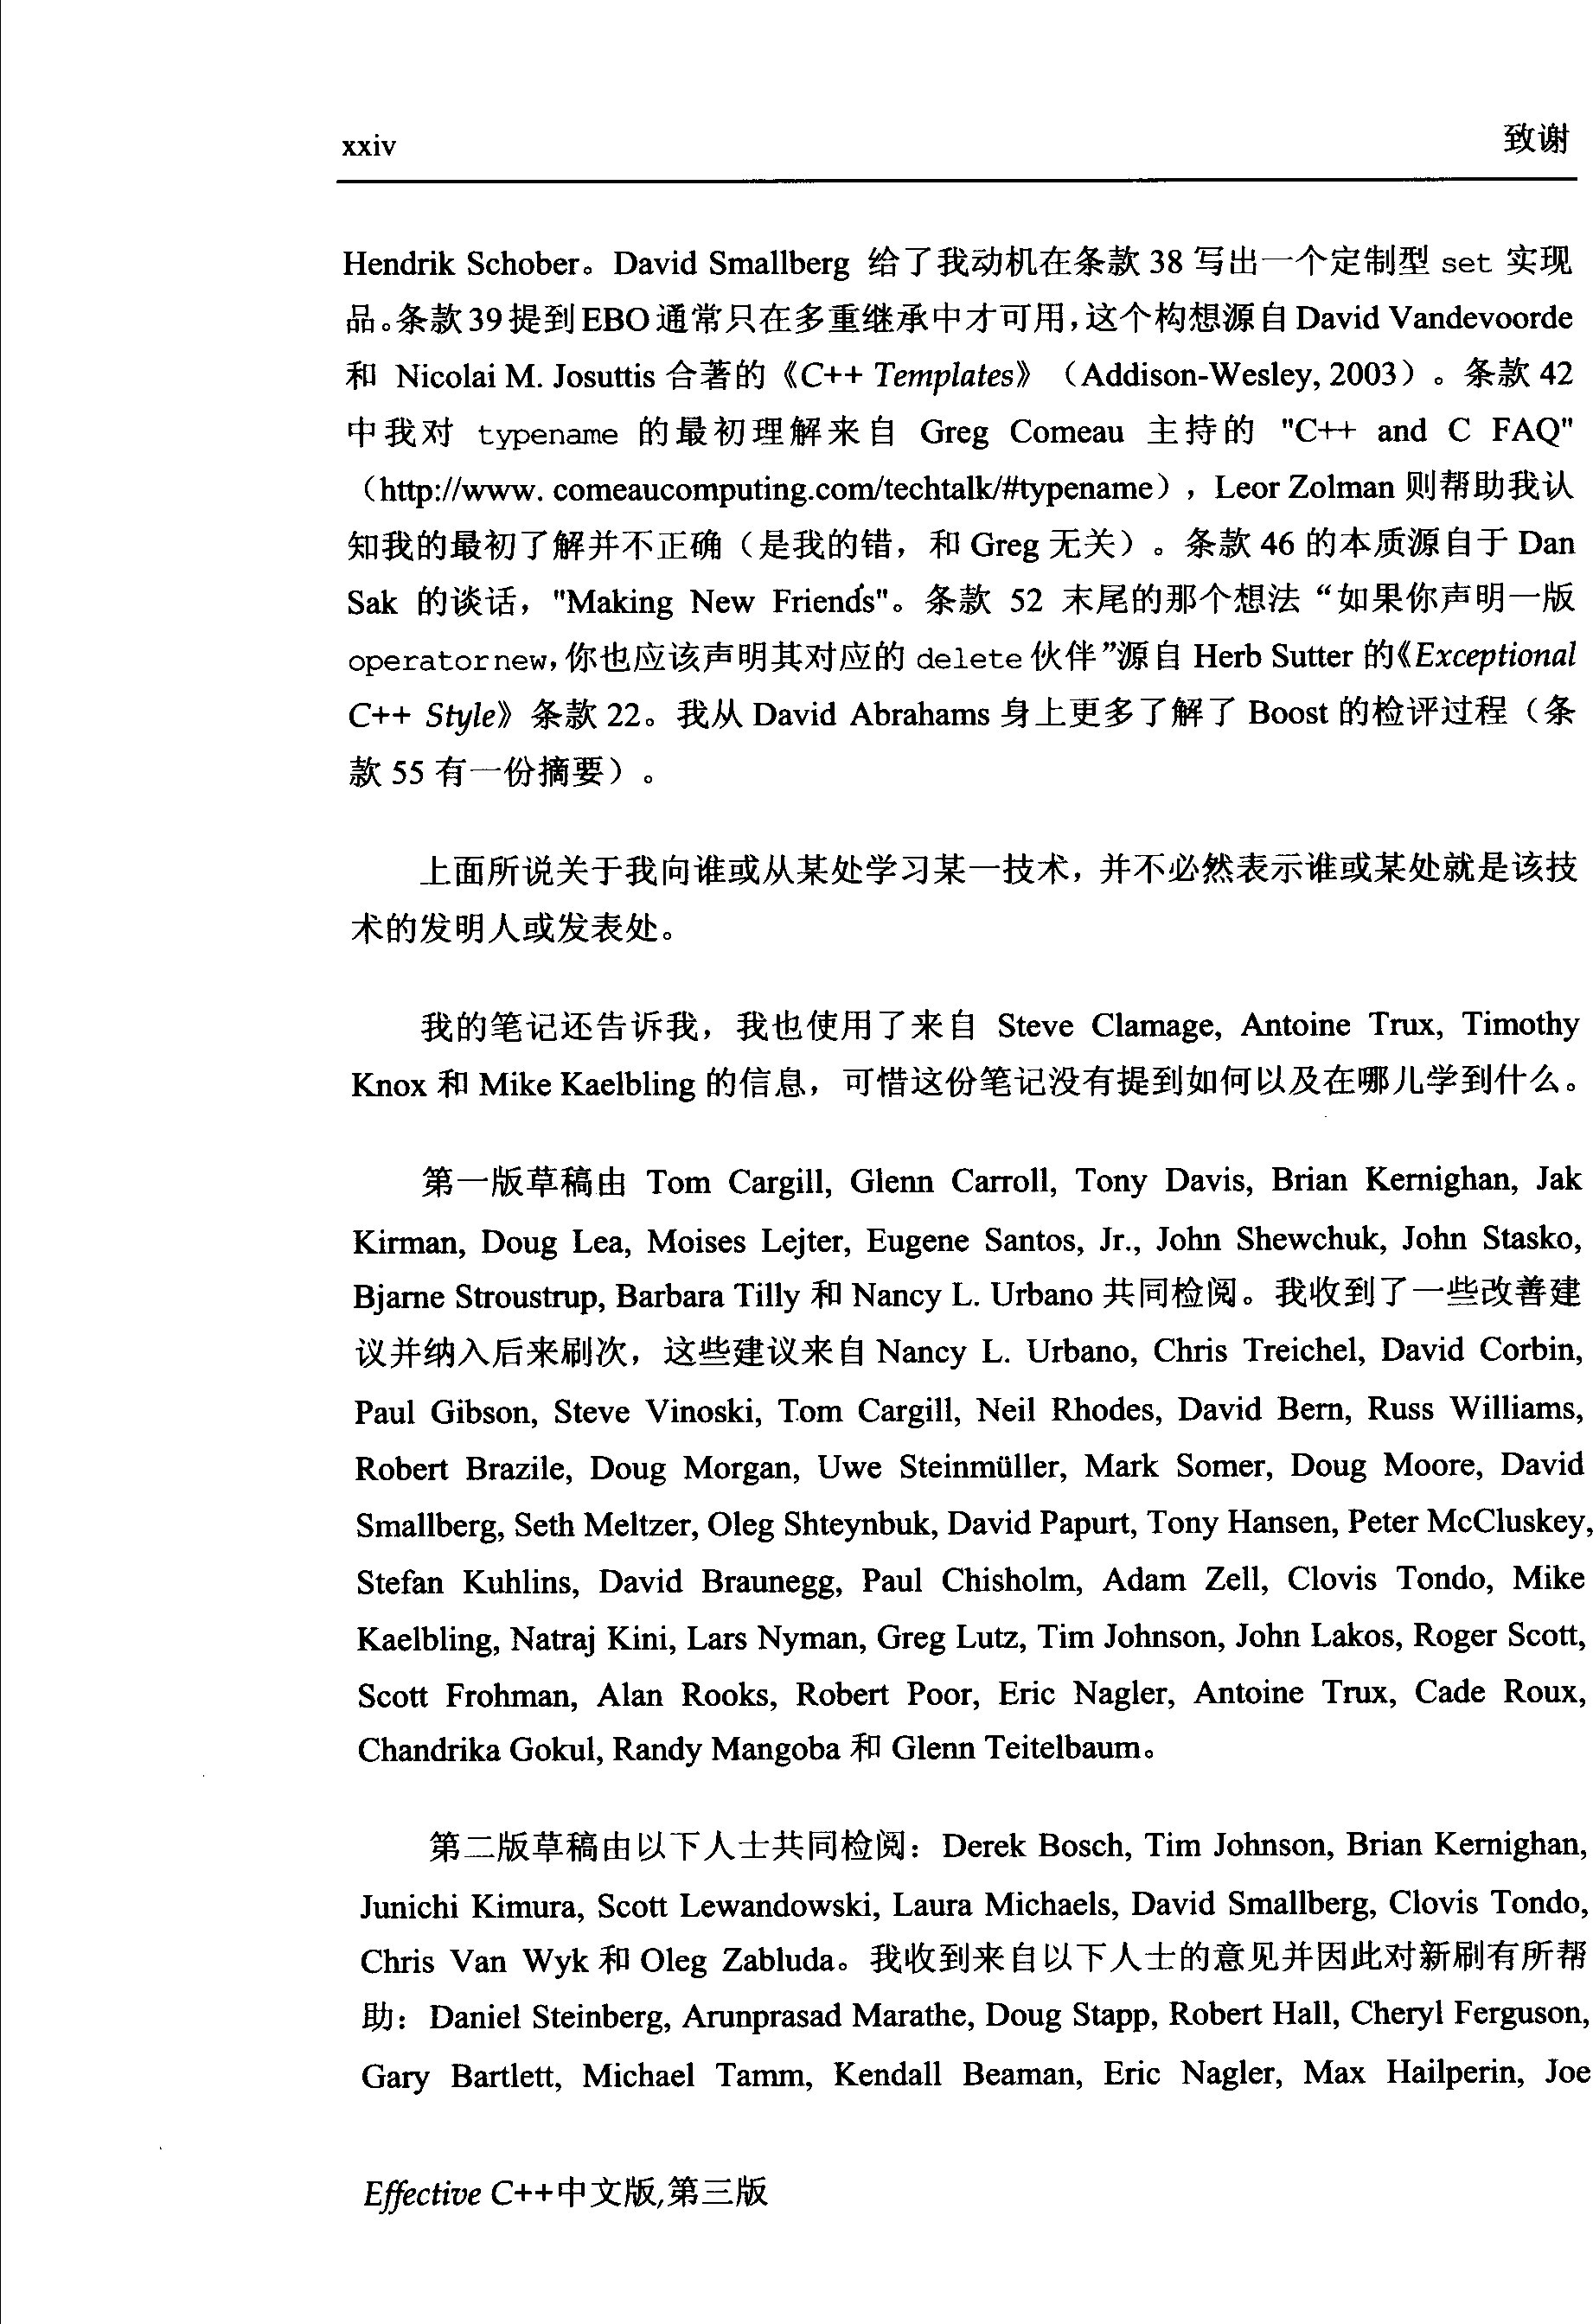 xxiv 致谢
Hendrik Schober。David Smallberg 给了我动机在条款 38 写出一个定制型 set 实现
品。条款 39 提到 EBO 通常只在多重继承中才可用，这个构想源自 David Vandevoorde
和 Nicolai M. Josuttis 合著的《C++ Templates》（Addison-Wesley, 2003）。条款 42
中我对 typename 的最初理解来自 Greg Comeau 主持的 "C++ and C FAQ"
（http://www. comeaucomputing.com/techtalk/#typename），Leor Zolman 则帮助我认
知我的最初了解并不正确（是我的错，和 Greg 无关）。条款 46 的本质源自于 Dan
Sak 的谈话，"Making New Friends"。条款 52 末尾的那个想法“如果你声明一版
operator new，你也应该声明其对应的 delete 伙伴”源自 Herb Sutter 的《Exceptional
C++ Style》条款 22。我从 David Abrahams 身上更多了解了 Boost 的检评过程（条
款 55 有一份摘要）。
上面所说关于我向谁或从某处学习某一技术，并不必然表示谁或某处就是该技
术的发明人或发表处。
我的笔记还告诉我，我也使用了来自 Steve Clamage, Antoine Trux, Timothy
Knox 和 Mike Kaelbling 的信息，可惜这份笔记没有提到如何以及在哪儿学到什么。
第一版草稿由 Tom Cargill, Glenn Carroll, Tony Davis, Brian Kernighan, Jak
Kirman, Doug Lea, Moises Lejter, Eugene Santos, Jr., John Shewchuk, John Stasko,
Bjarne Stroustrup, Barbara Tilly 和 Nancy L. Urbano 共同检阅。我收到了一些改善建
议并纳入后来刷次，这些建议来自 Nancy L. Urbano, Chris Treichel, David Corbin,
Paul Gibson, Steve Vinoski, Tom Cargill, Neil Rhodes, David Bern, Russ Williams,
Robert Brazile, Doug Morgan, Uwe Steinmüller, Mark Somer, Doug Moore, David
Smallberg, Seth Meltzer, Oleg Shteynbuk, David Papurt, Tony Hansen, Peter McCluskey,
Stefan Kuhlins, David Braunegg, Paul Chisholm, Adam Zell, Clovis Tondo, Mike
Kaelbling, Natraj Kini, Lars Nyman, Greg Lutz, Tim Johnson, John Lakos, Roger Scott,
Scott Frohman, Alan Rooks, Robert Poor, Eric Nagler, Antoine Trux, Cade Roux,
Chandrika Gokul, Randy Mangoba 和 Glenn Teitelbaum。
第二版草稿由以下人士共同检阅：Derek Bosch, Tim Johnson, Brian Kernighan,
Junichi Kimura, Scott Lewandowski, Laura Michaels, David Smallberg, Clovis Tondo,
Chris Van Wyk 和 Oleg Zabluda。我收到来自以下人士的意见并因此对新刷有所帮
助：Daniel Steinberg, Arunprasad Marathe, Doug Stapp, Robert Hall, Cheryl Ferguson,
Gary Bartlett, Michael Tamm, Kendall Beaman, Eric Nagler, Max Hailperin, Joe
Effective C++中文版,第三版